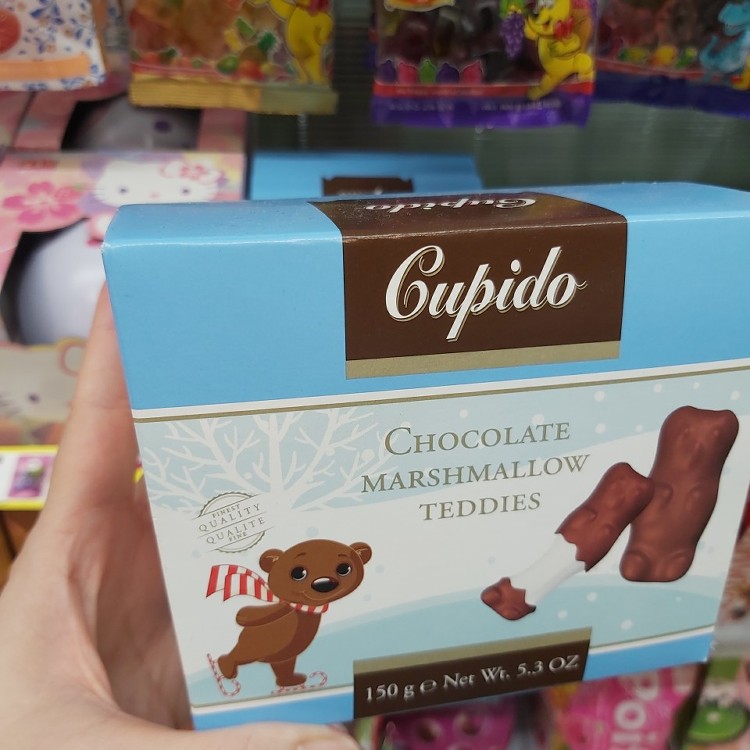 Cupido
Cupido
CHOCOLATE
MARSHMALLOW
TEDDIES
FINEST
QUALITY
QUALITE
FINE
150 g ℮ Net Wt. 5.3 OZ